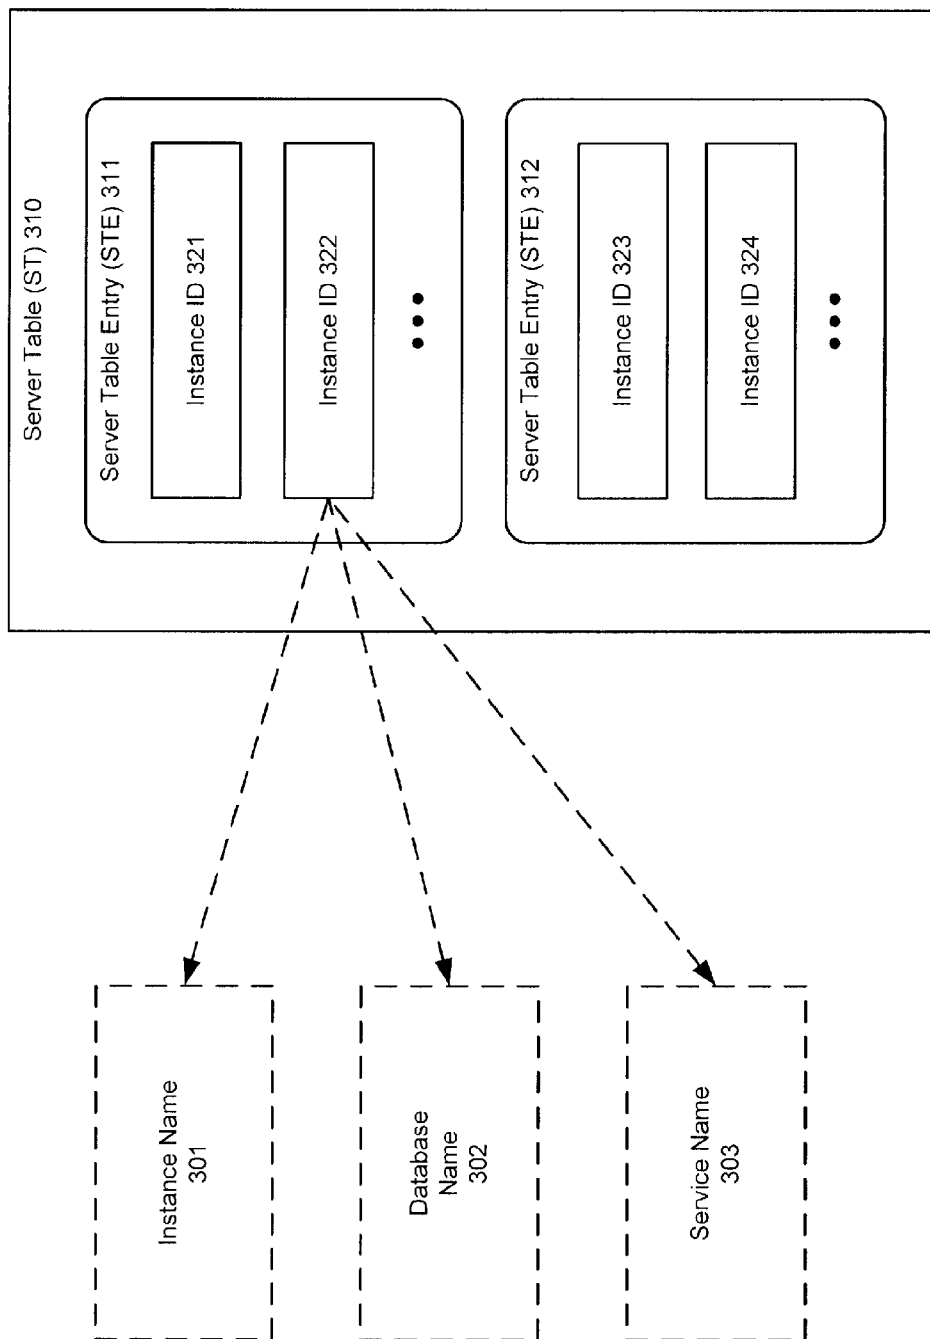 Server Table (ST) 310
Server Table Entry (STE) 311
Instance ID 321
Instance ID 322
Server Table Entry (STE) 312
Instance ID 323
Instance ID 324
Instance Name
301
Database
Name
302
Service Name
303